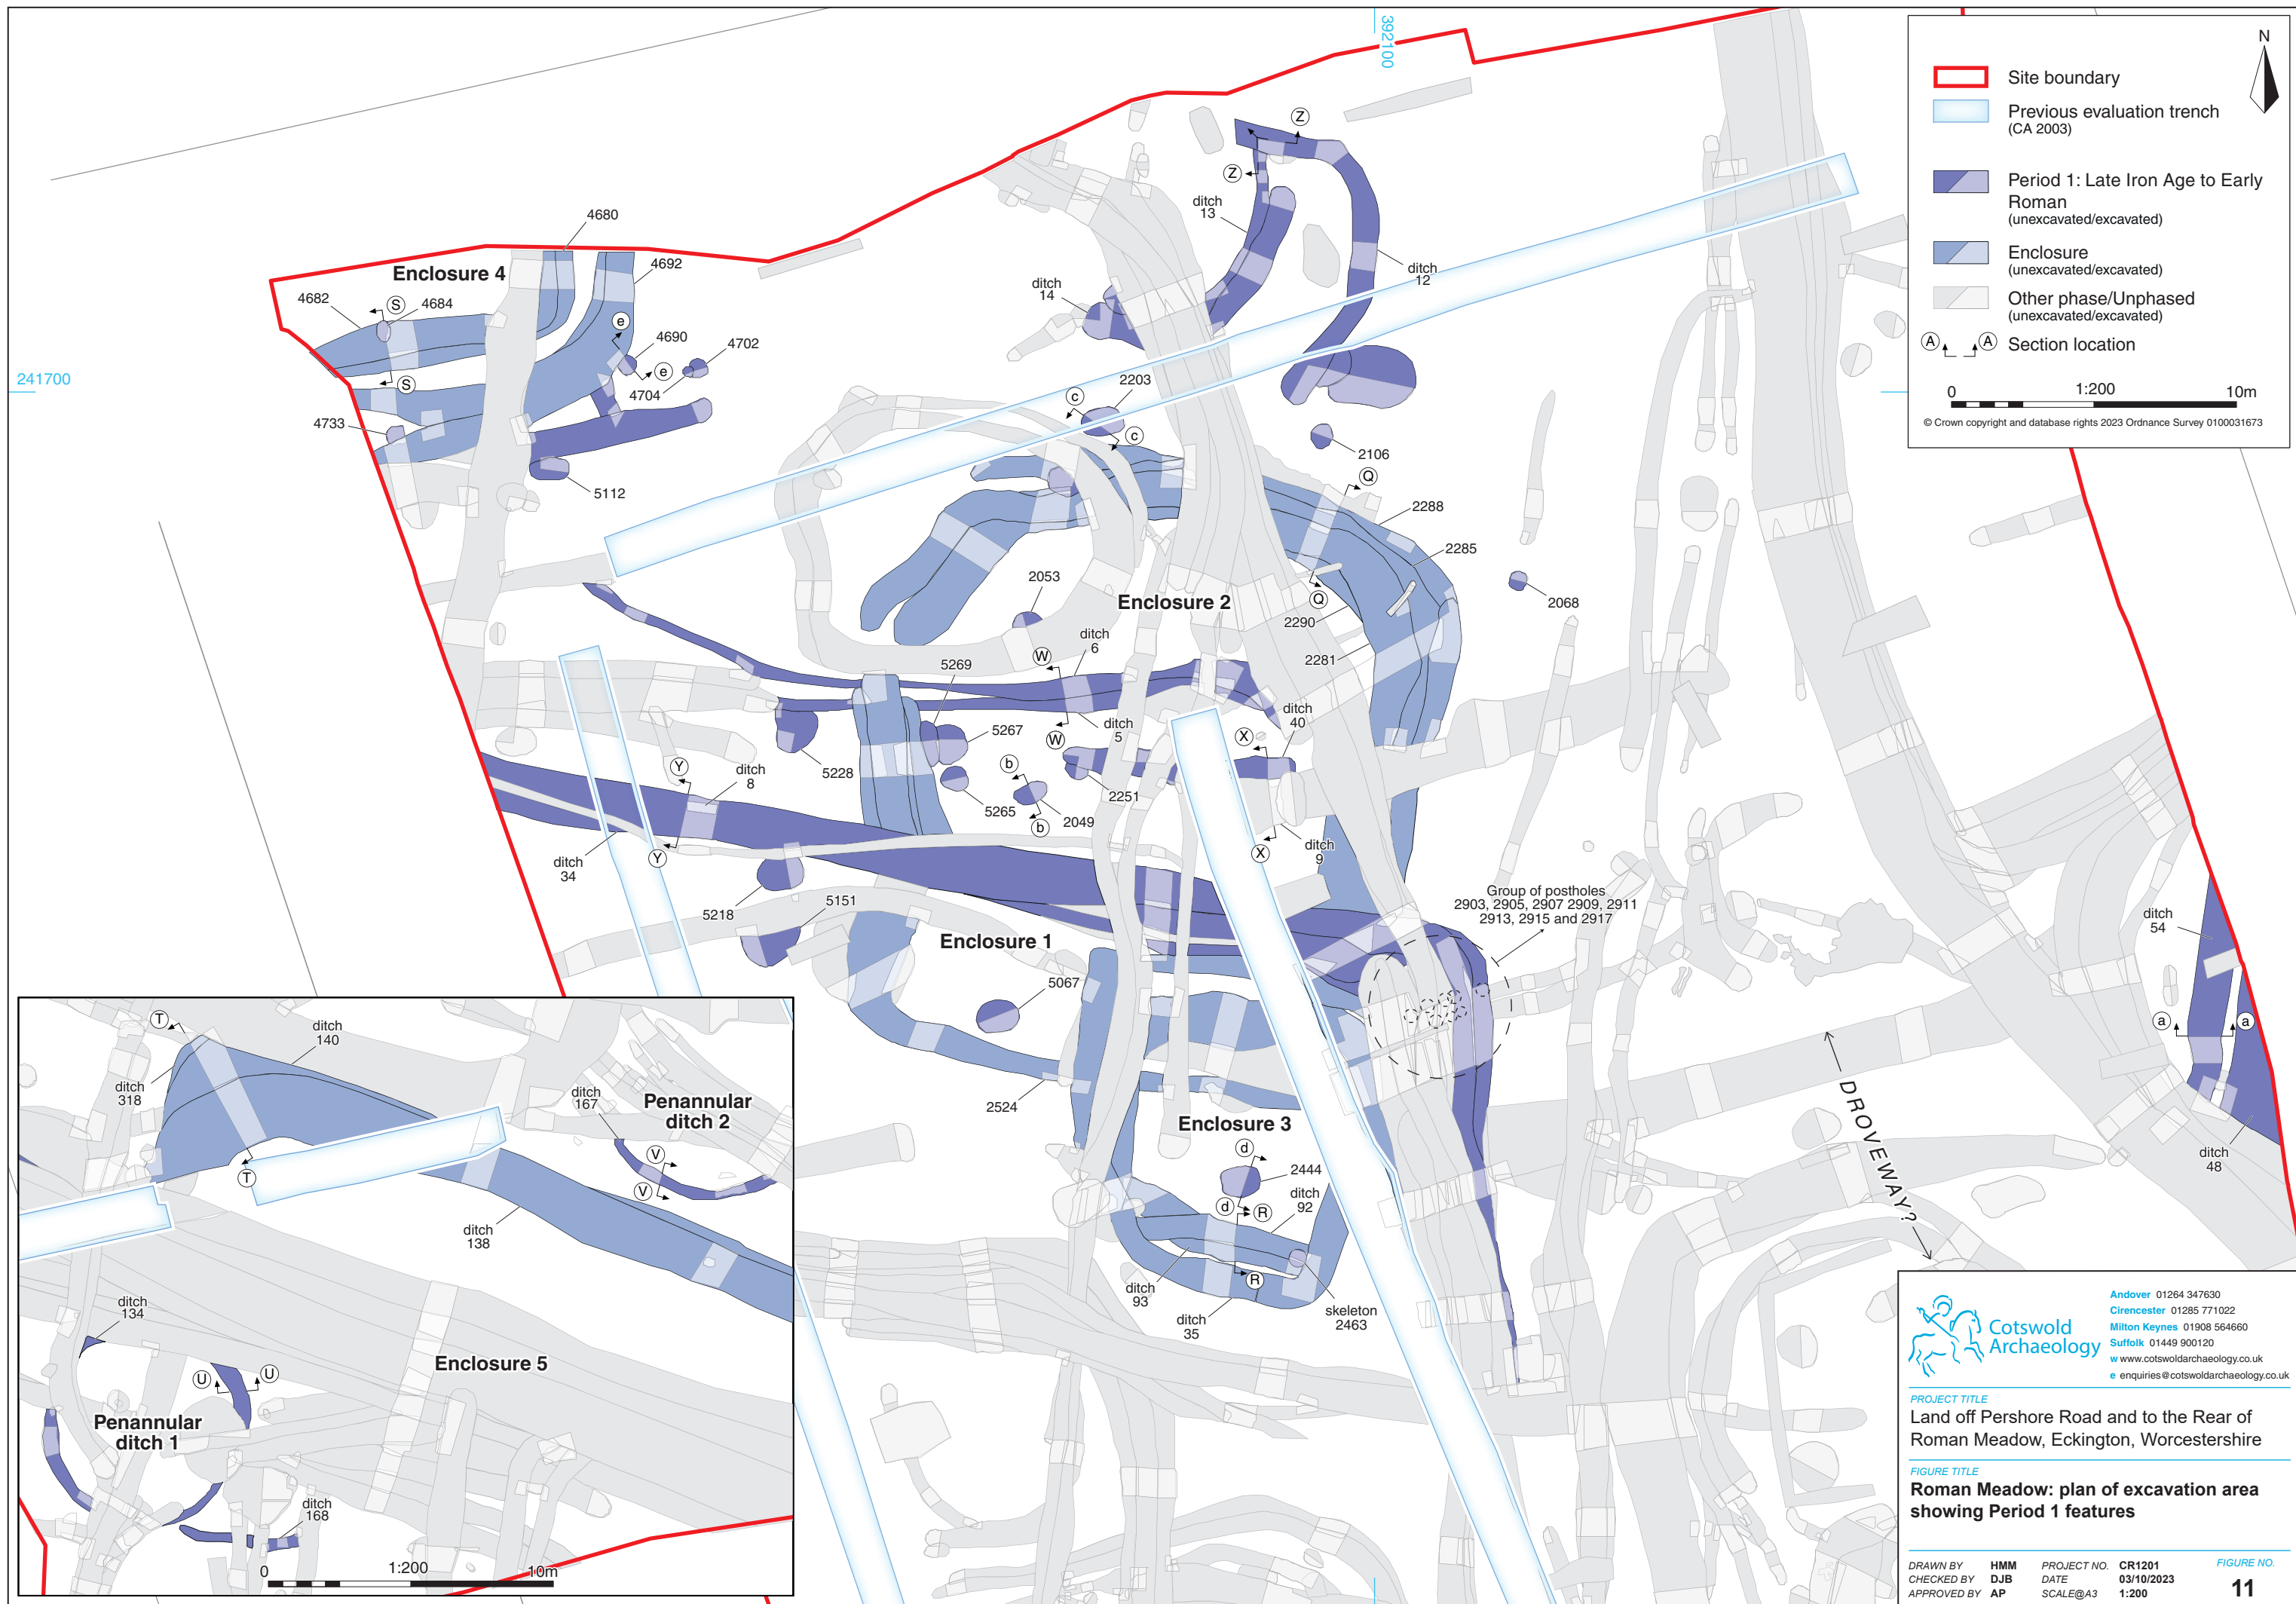 392100
241700
N
Site boundary
Previous evaluation trench
(CA 2003)
Period 1: Late Iron Age to Early
Roman
(unexcavated/excavated)
Enclosure
(unexcavated/excavated)
Other phase/Unphased
(unexcavated/excavated)
A A Section location
0 1:200 10m
© Crown copyright and database rights 2023 Ordnance Survey 0100031673
Enclosure 4
4680
4692
4682
S
4684
S
e
4690
e
4702
4704
4733
5112
Z
Z
ditch
13
ditch
12
ditch
14
2203
c
c
2106
Q
2288
2285
Q
2290
2281
2068
2053
Enclosure 2
ditch
6
W
5269
5267
ditch
5
W
ditch
40
X
X
ditch
9
5228
5265
b
b
2049
2251
Y
ditch
8
Y
ditch
34
5218
5151
Enclosure 1
5067
2524
Group of postholes
2903, 2905, 2907 2909, 2911
2913, 2915 and 2917
Enclosure 3
d
2444
d
R
ditch
92
R
ditch
93
ditch
35
skeleton
2463
DROVEWAY?
ditch
54
a
a
ditch
48
T
ditch
140
ditch
318
T
ditch
167
Penannular
ditch 2
V
V
ditch
138
ditch
134
U
U
Enclosure 5
Penannular
ditch 1
ditch
168
0 1:200 10m
Cotswold
Archaeology
Andover 01264 347630
Cirencester 01285 771022
Milton Keynes 01908 564660
Suffolk 01449 900120
w www.cotswoldarchaeology.co.uk
e enquiries@cotswoldarchaeology.co.uk
PROJECT TITLE
Land off Pershore Road and to the Rear of
Roman Meadow, Eckington, Worcestershire
FIGURE TITLE
Roman Meadow: plan of excavation area
showing Period 1 features
DRAWN BY HMM PROJECT NO. CR1201 FIGURE NO.
CHECKED BY DJB DATE 03/10/2023
APPROVED BY AP SCALE@A3 1:200 11